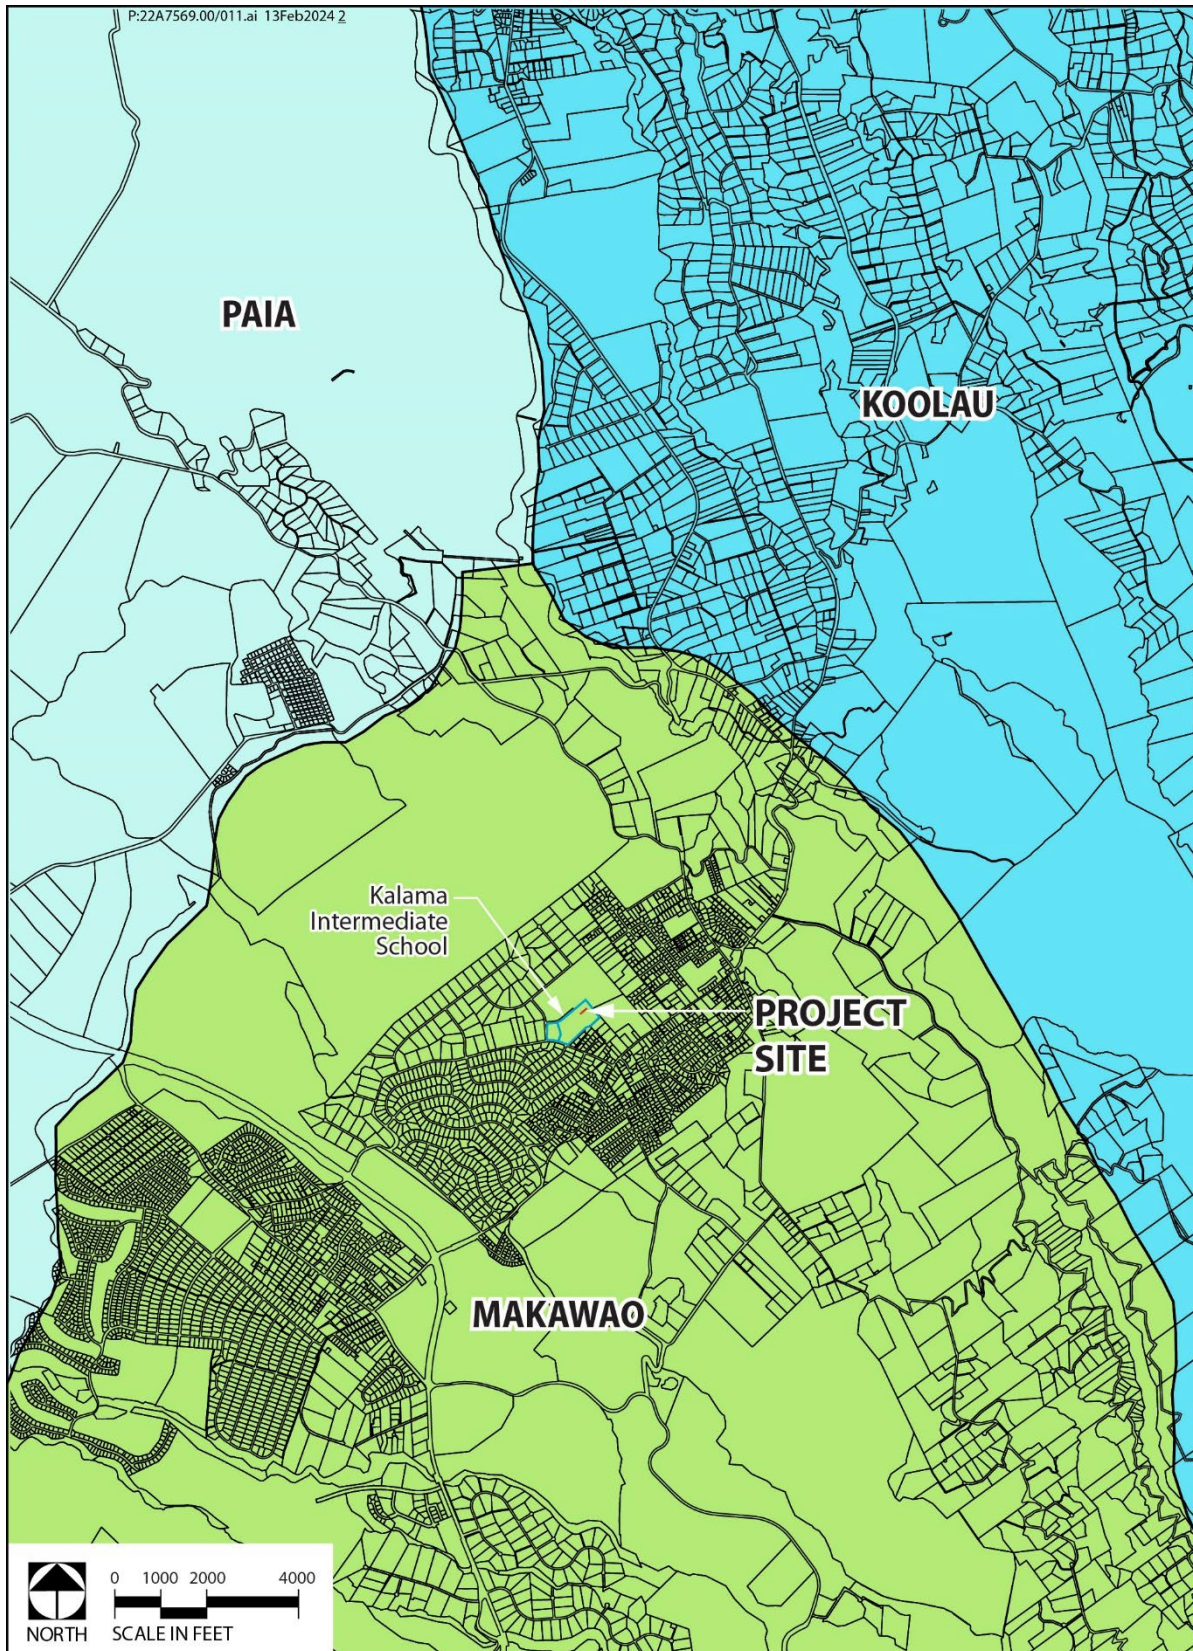 P:22A7569.00/011.ai 13Feb2024 2
PAIA
KOOLAU
Kalama
Intermediate
School
PROJECT
SITE
MAKAWAO
0 1000 2000 4000
NORTH SCALE IN FEET